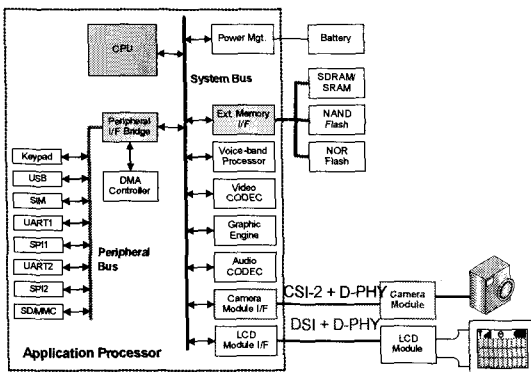 CPU
Power Mgt.
Battery
System Bus
SDRAM/
SRAM
Peripheral
I/F Bridge
Ext. Memory
I/F
NAND
Flash
Keypad
Voice-band
Processor
NOR
Flash
USB
DMA
Controller
Video
CODEC
SIM
UART1
Graphic
Engine
SPI1
Peripheral
Bus
UART2
Audio
CODEC
SPI2
CSI-2 + D-PHY
Camera
Module I/F
Camera
Module
SD/MMC
DSI + D-PHY
LCD
Module I/F
LCD
Module
Application Processor